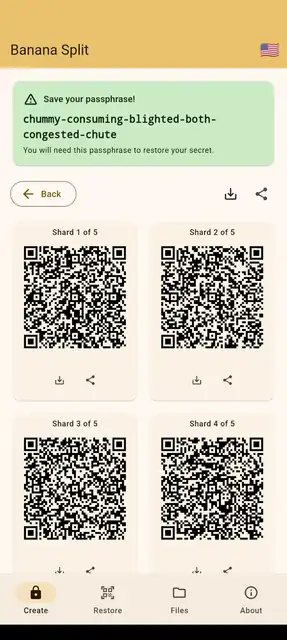 Banana Split
Save your passphrase!
chummy-consuming-blighted-both-
congested-chute
You will need this passphrase to restore your secret.
Back
Shard 1 of 5
Shard 2 of 5
Shard 3 of 5
Shard 4 of 5
Create
Restore
Files
About